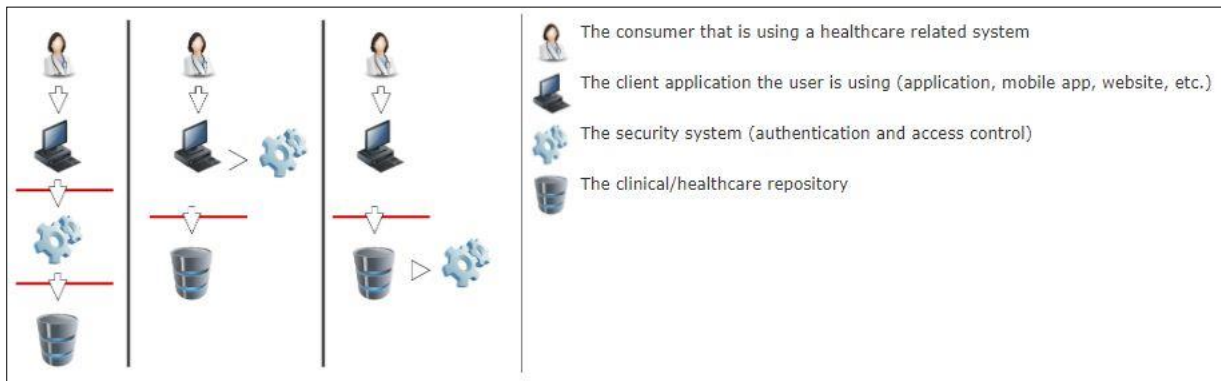 The consumer that is using a healthcare related system
The client application the user is using (application, mobile app, website, etc.)
The security system (authentication and access control)
The clinical/healthcare repository